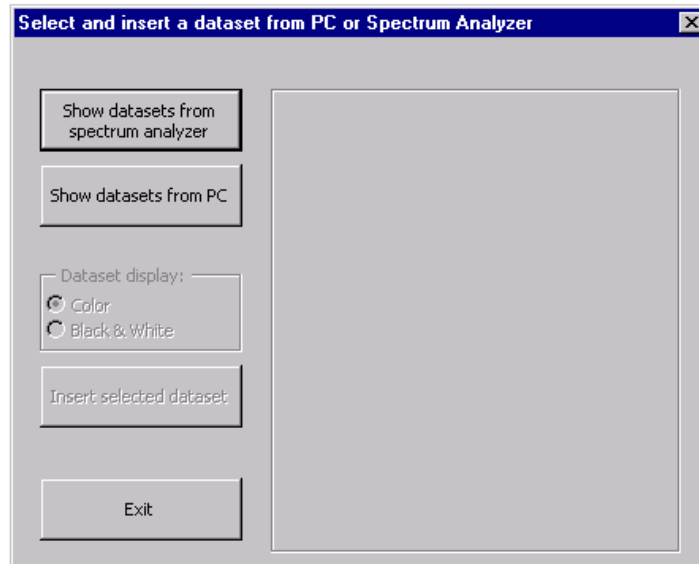 Select and insert a dataset from PC or Spectrum Analyzer
Show datasets from
spectrum analyzer
Show datasets from PC
Dataset display:
Color
Black & White
Insert selected dataset
Exit